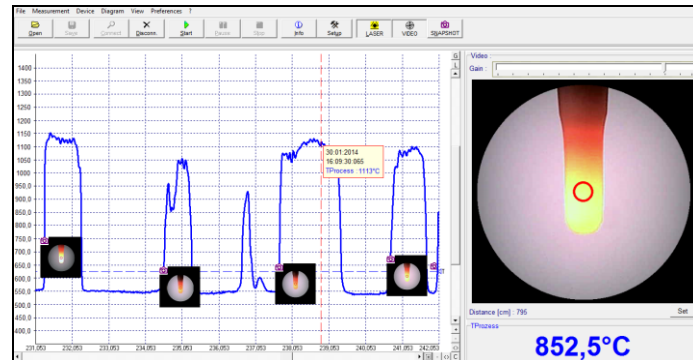 File Measurement Device Diagram View Preferences ?
Open Save Connect Disconn. Start Pause Stop Info Setup LASER VIDEO SNAPSHOT
G
L
1400
1350
1300
1250
1200
1150
1100
1050
1000
950,0
900,0
850,0
800,0
750,0
700,0
650,0
600,0
550,0
500,0
450,0
400,0
30.01.2014
16:09:30:066
TProcess : 1113°C
231,053 232,053 233,053 234,053 235,053 236,053 237,053 238,053 239,053 240,053 241,053 242,053
C
Video
Gain :
Distance [cm] : 795
Set
TProzess
852,5°C